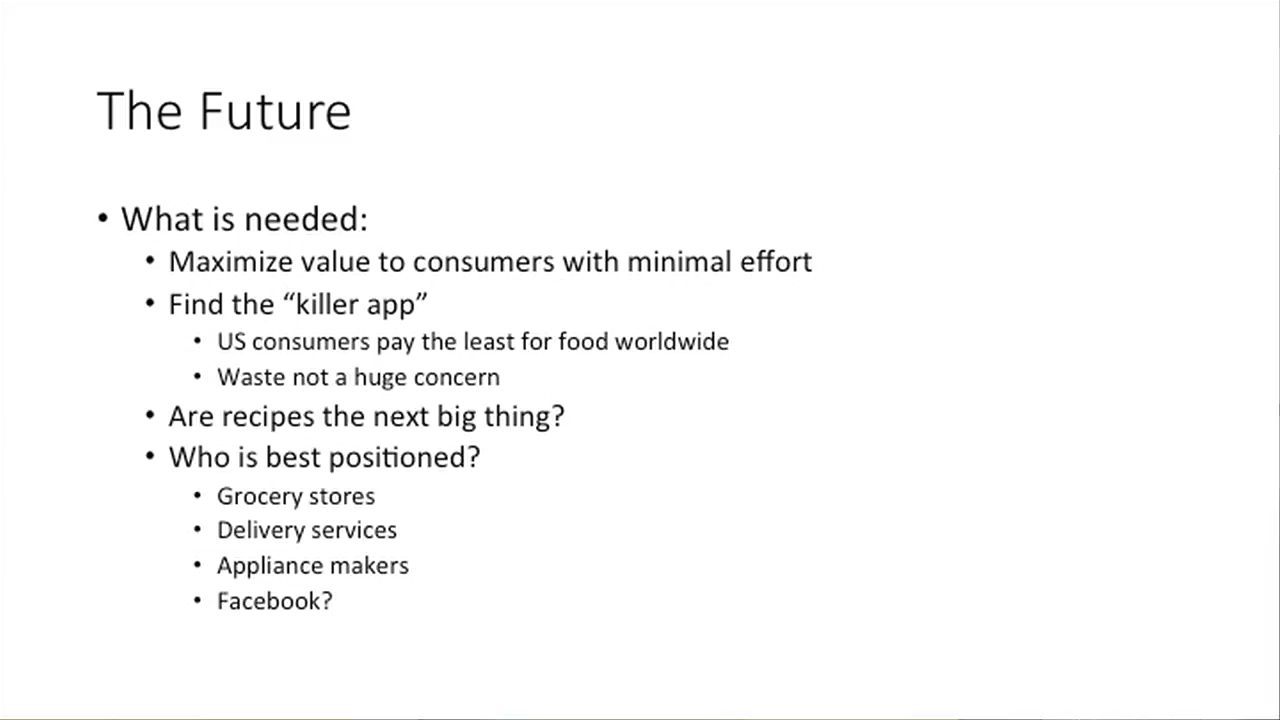 The Future
• What is needed:
• Maximize value to consumers with minimal effort
• Find the “killer app”
• US consumers pay the least for food worldwide
• Waste not a huge concern
• Are recipes the next big thing?
• Who is best positioned?
• Grocery stores
• Delivery services
• Appliance makers
• Facebook?